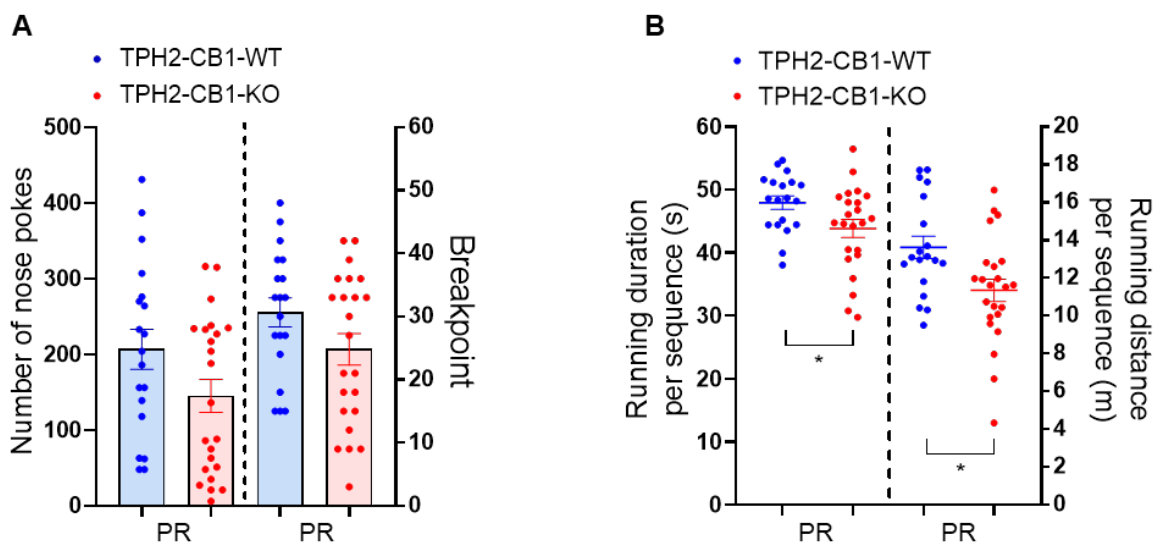 A
TPH2-CB1-WT
TPH2-CB1-KO
Number of nose pokes
500
400
300
200
100
0
60
50
40
30
20
10
0
Breakpoint
PR
PR
B
TPH2-CB1-WT
TPH2-CB1-KO
Running duration
per sequence (s)
60
50
40
30
20
10
0
20
18
16
14
12
10
8
6
4
2
0
Running distance
per sequence (m)
*
*
PR
PR